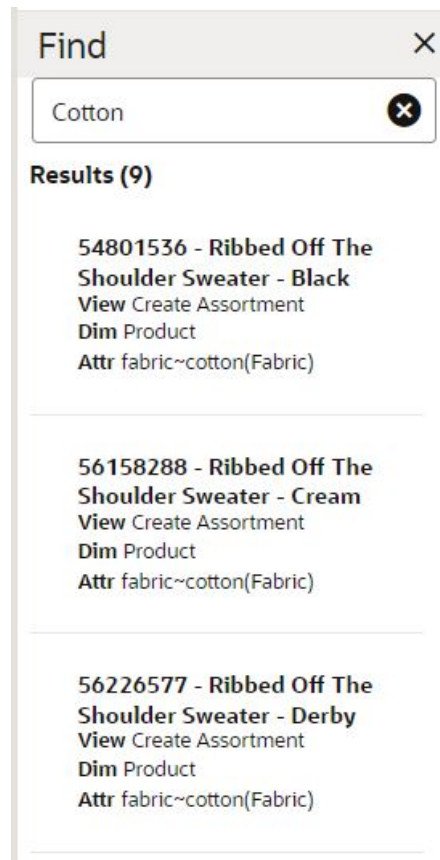 Find
Cotton
Results (9)
54801536 - Ribbed Off The
Shoulder Sweater - Black
View Create Assortment
Dim Product
Attr fabric~cotton(Fabric)
56158288 - Ribbed Off The
Shoulder Sweater - Cream
View Create Assortment
Dim Product
Attr fabric~cotton(Fabric)
56226577 - Ribbed Off The
Shoulder Sweater - Derby
View Create Assortment
Dim Product
Attr fabric~cotton(Fabric)